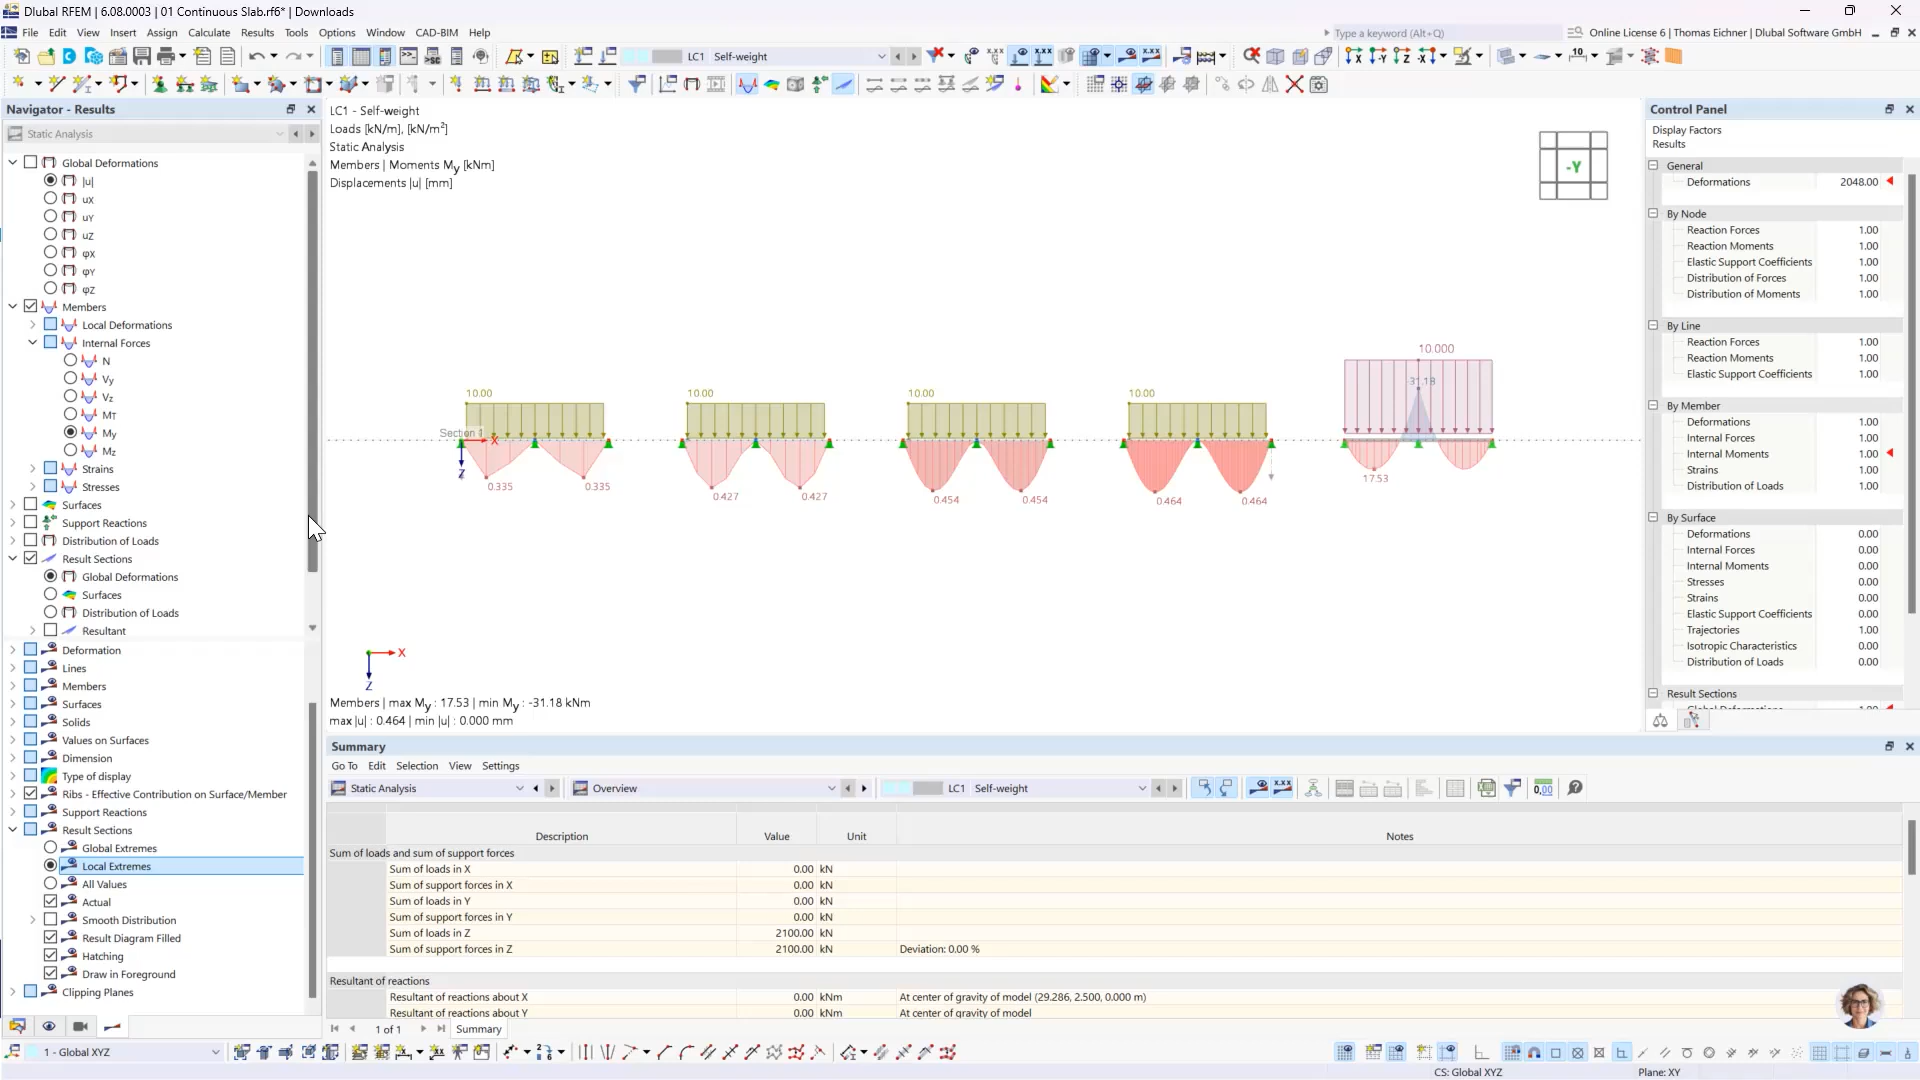 Dlubal RFEM | 6.08.0003 | 01 Continuous Slab.rf6* | Downloads
File Edit View Insert Assign Calculate Results Tools Options Window CAD-BIM Help
Type a keyword (Alt+Q)
Online License 6 | Thomas Eichner | Dlubal Software GmbH
LC1 Self-weight
Navigator - Results
Static Analysis
Global Deformations
|u|
uX
uY
uZ
φX
φY
φZ
Members
Local Deformations
Internal Forces
N
Vy
Vz
MT
My
Mz
Strains
Stresses
Surfaces
Support Reactions
Distribution of Loads
Result Sections
Global Deformations
Surfaces
Distribution of Loads
Resultant
Deformation
Lines
Members
Surfaces
Solids
Values on Surfaces
Dimension
Type of display
Ribs - Effective Contribution on Surface/Member
Support Reactions
Result Sections
Global Extremes
Local Extremes
All Values
Actual
Smooth Distribution
Result Diagram Filled
Hatching
Draw in Foreground
Clipping Planes
1 - Global XYZ
LC1 - Self-weight
Loads [kN/m], [kN/m²]
Static Analysis
Members | Moments My [kNm]
Displacements |u| [mm]
-Y
10.000
31.18
10.00 10.00 10.00 10.00
Section 1
X
Z
0.335 0.335 0.427 0.427 0.454 0.454 0.464 0.464 17.53
X
Z
Members | max My : 17.53 | min My : -31.18 kNm
max |u| : 0.464 | min |u| : 0.000 mm
Control Panel
Display Factors
Results
General
Deformations 2048.00
By Node
Reaction Forces 1.00
Reaction Moments 1.00
Elastic Support Coefficients 1.00
Distribution of Forces 1.00
Distribution of Moments 1.00
By Line
Reaction Forces 1.00
Reaction Moments 1.00
Elastic Support Coefficients 1.00
By Member
Deformations 1.00
Internal Forces 1.00
Internal Moments 1.00
Strains 1.00
Distribution of Loads 1.00
By Surface
Deformations 0.00
Internal Forces 0.00
Internal Moments 0.00
Stresses 0.00
Strains 0.00
Elastic Support Coefficients 0.00
Trajectories 1.00
Isotropic Characteristics 0.00
Distribution of Loads 0.00
Result Sections
Summary
Go To Edit Selection View Settings
Static Analysis Overview LC1 Self-weight
Description Value Unit Notes
Sum of loads and sum of support forces
Sum of loads in X 0.00 kN
Sum of support forces in X 0.00 kN
Sum of loads in Y 0.00 kN
Sum of support forces in Y 0.00 kN
Sum of loads in Z 2100.00 kN
Sum of support forces in Z 2100.00 kN Deviation: 0.00 %
Resultant of reactions
Resultant of reactions about X 0.00 kNm At center of gravity of model (29.286, 2.500, 0.000 m)
Resultant of reactions about Y 0.00 kNm At center of gravity of model
1 of 1 Summary
CS: Global XYZ Plane: XY